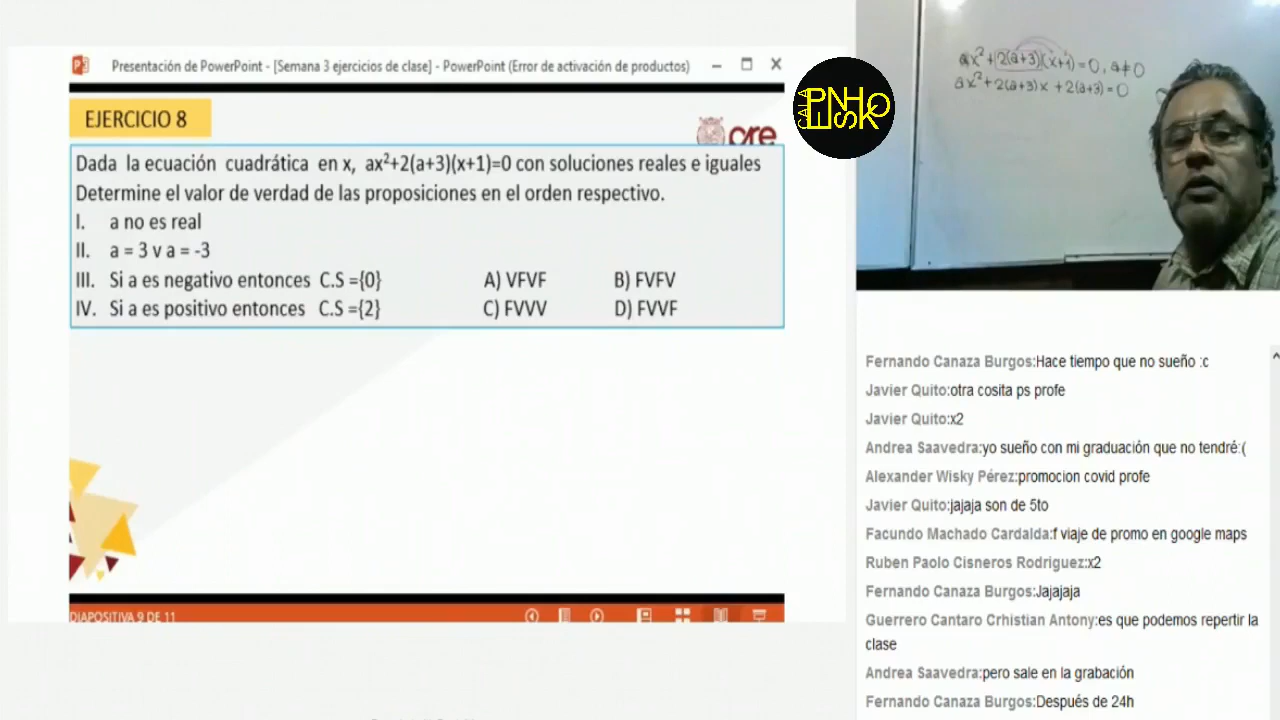 Presentación de PowerPoint - [Semana 3 ejercicios de clase] - PowerPoint (Error de activación de productos)
EJERCICIO 8
ore
Dada la ecuación cuadrática en x, ax²+2(a+3)(x+1)=0 con soluciones reales e iguales
Determine el valor de verdad de las proposiciones en el orden respectivo.
I. a no es real
II. a = 3 v a = -3
III. Si a es negativo entonces C.S ={0} A) VFVF B) FVFV
IV. Si a es positivo entonces C.S ={2} C) FVVV D) FVVF
DIAPOSITIVA 9 DE 11
ax²+2(a+3)(x+1)=0, a≠0
ax²+2(a+3)x+2(a+3)=0
Fernando Canaza Burgos:Hace tiempo que no sueño :c
Javier Quito:otra cosita ps profe
Javier Quito:x2
Andrea Saavedra:yo sueño con mi graduación que no tendré:(
Alexander Wisky Pérez:promocion covid profe
Javier Quito:jajaja son de 5to
Facundo Machado Cardalda:f viaje de promo en google maps
Ruben Paolo Cisneros Rodriguez:x2
Fernando Canaza Burgos:Jajajaja
Guerrero Cantaro Crhistian Antony:es que podemos repertir la
clase
Andrea Saavedra:pero sale en la grabación
Fernando Canaza Burgos:Después de 24h